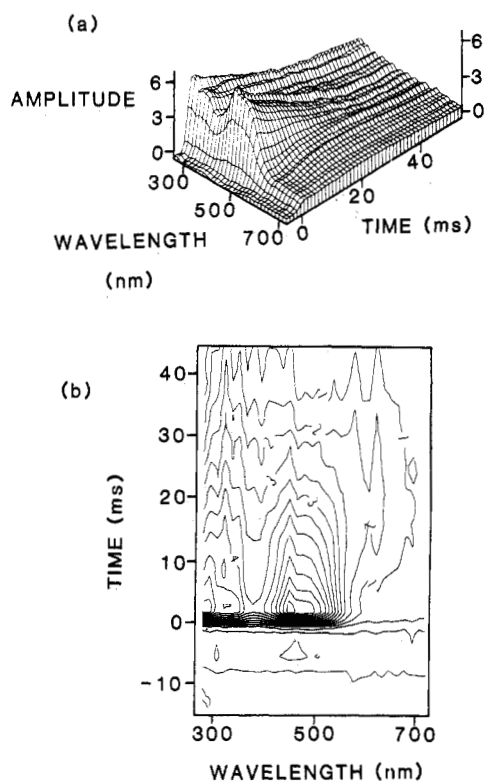 (a)
6
3
0
AMPLITUDE
6
3
0
300
500
700
WAVELENGTH
(nm)
0
20
40
TIME (ms)
(b)
40
30
20
10
0
-10
TIME (ms)
300
500
700
WAVELENGTH (nm)